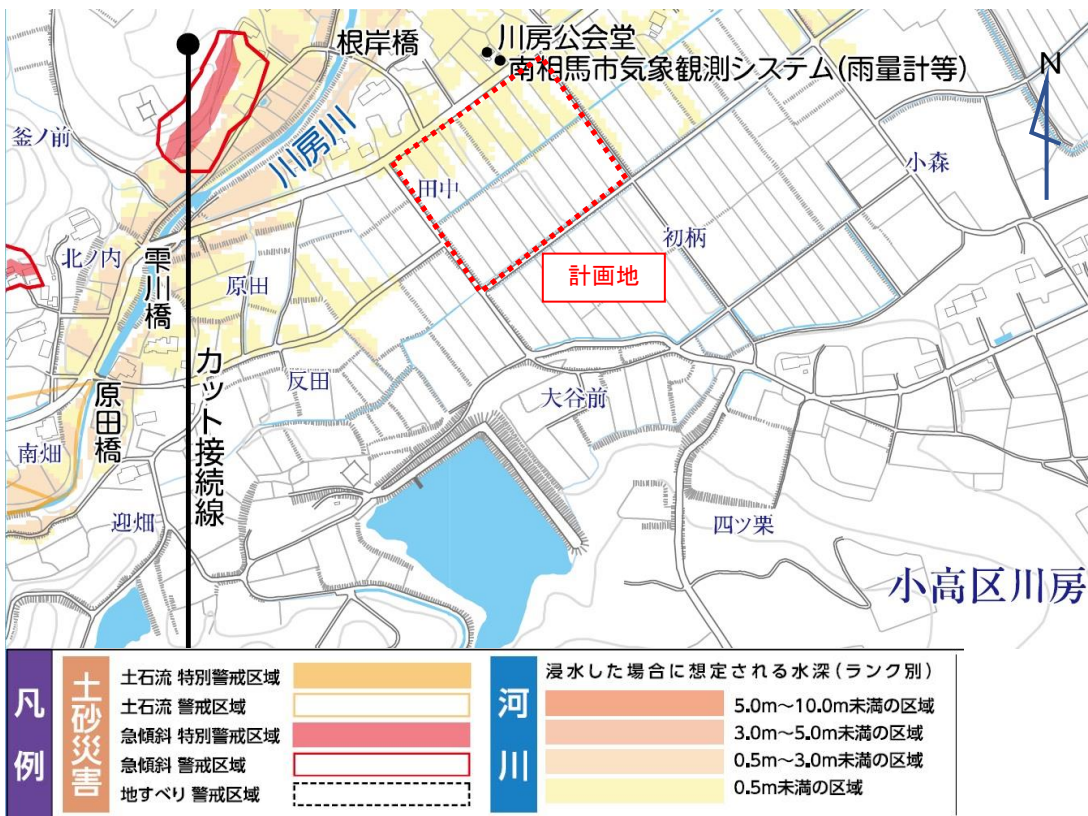 根岸橋
川房公会堂
南相馬市気象観測システム(雨量計等)
N
釜ノ前
川房川
田中
小森
初柄
北ノ内
雫川橋
原田
計画地
カット接続線
反田
大谷前
原田橋
南畑
迎畑
四ツ栗
小高区川房
凡例
土砂災害
土石流 特別警戒区域
土石流 警戒区域
急傾斜 特別警戒区域
急傾斜 警戒区域
地すべり 警戒区域
河川
浸水した場合に想定される水深(ランク別)
5.0m～10.0m未満の区域
3.0m～5.0m未満の区域
0.5m～3.0m未満の区域
0.5m未満の区域